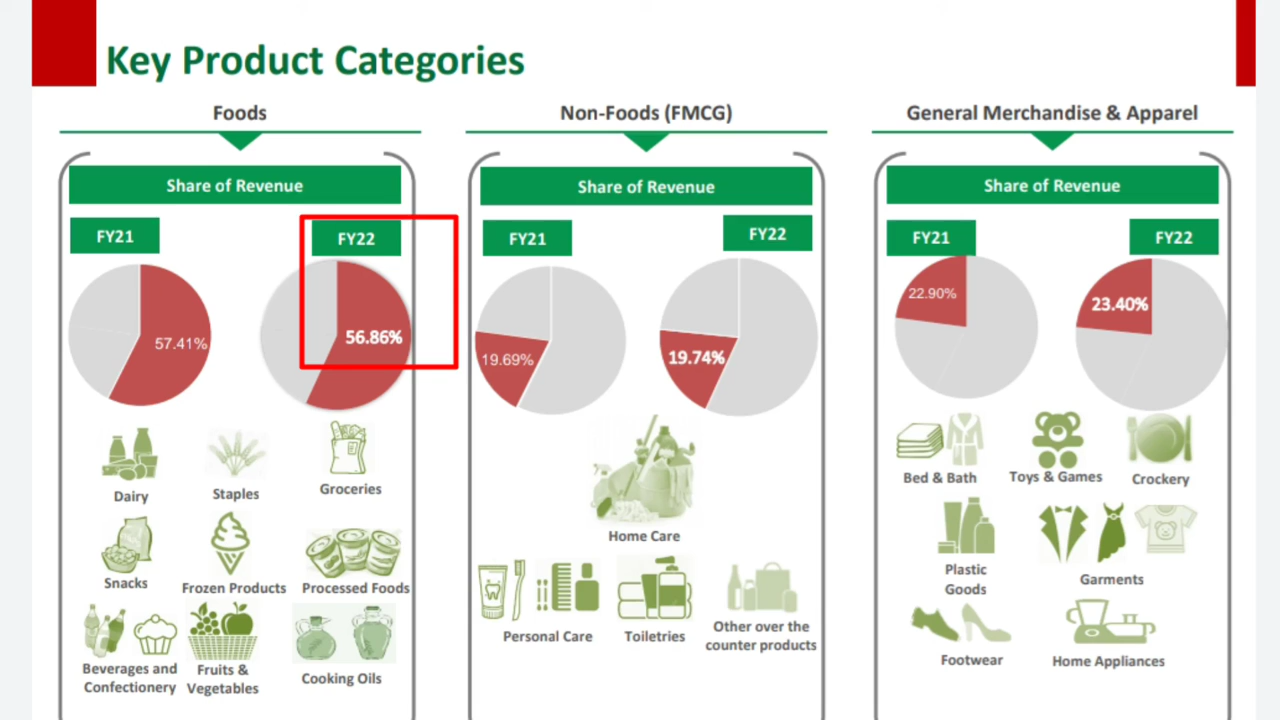 Key Product Categories
Foods
Share of Revenue
FY21
FY22
57.41%
56.86%
Dairy
Staples
Groceries
Snacks
Frozen Products
Processed Foods
Beverages and
Confectionery
Fruits &
Vegetables
Cooking Oils
Non-Foods (FMCG)
Share of Revenue
FY21
FY22
19.69%
19.74%
Home Care
Personal Care
Toiletries
Other over the
counter products
General Merchandise & Apparel
Share of Revenue
FY21
FY22
22.90%
23.40%
Bed & Bath
Toys & Games
Crockery
Plastic
Goods
Garments
Footwear
Home Appliances